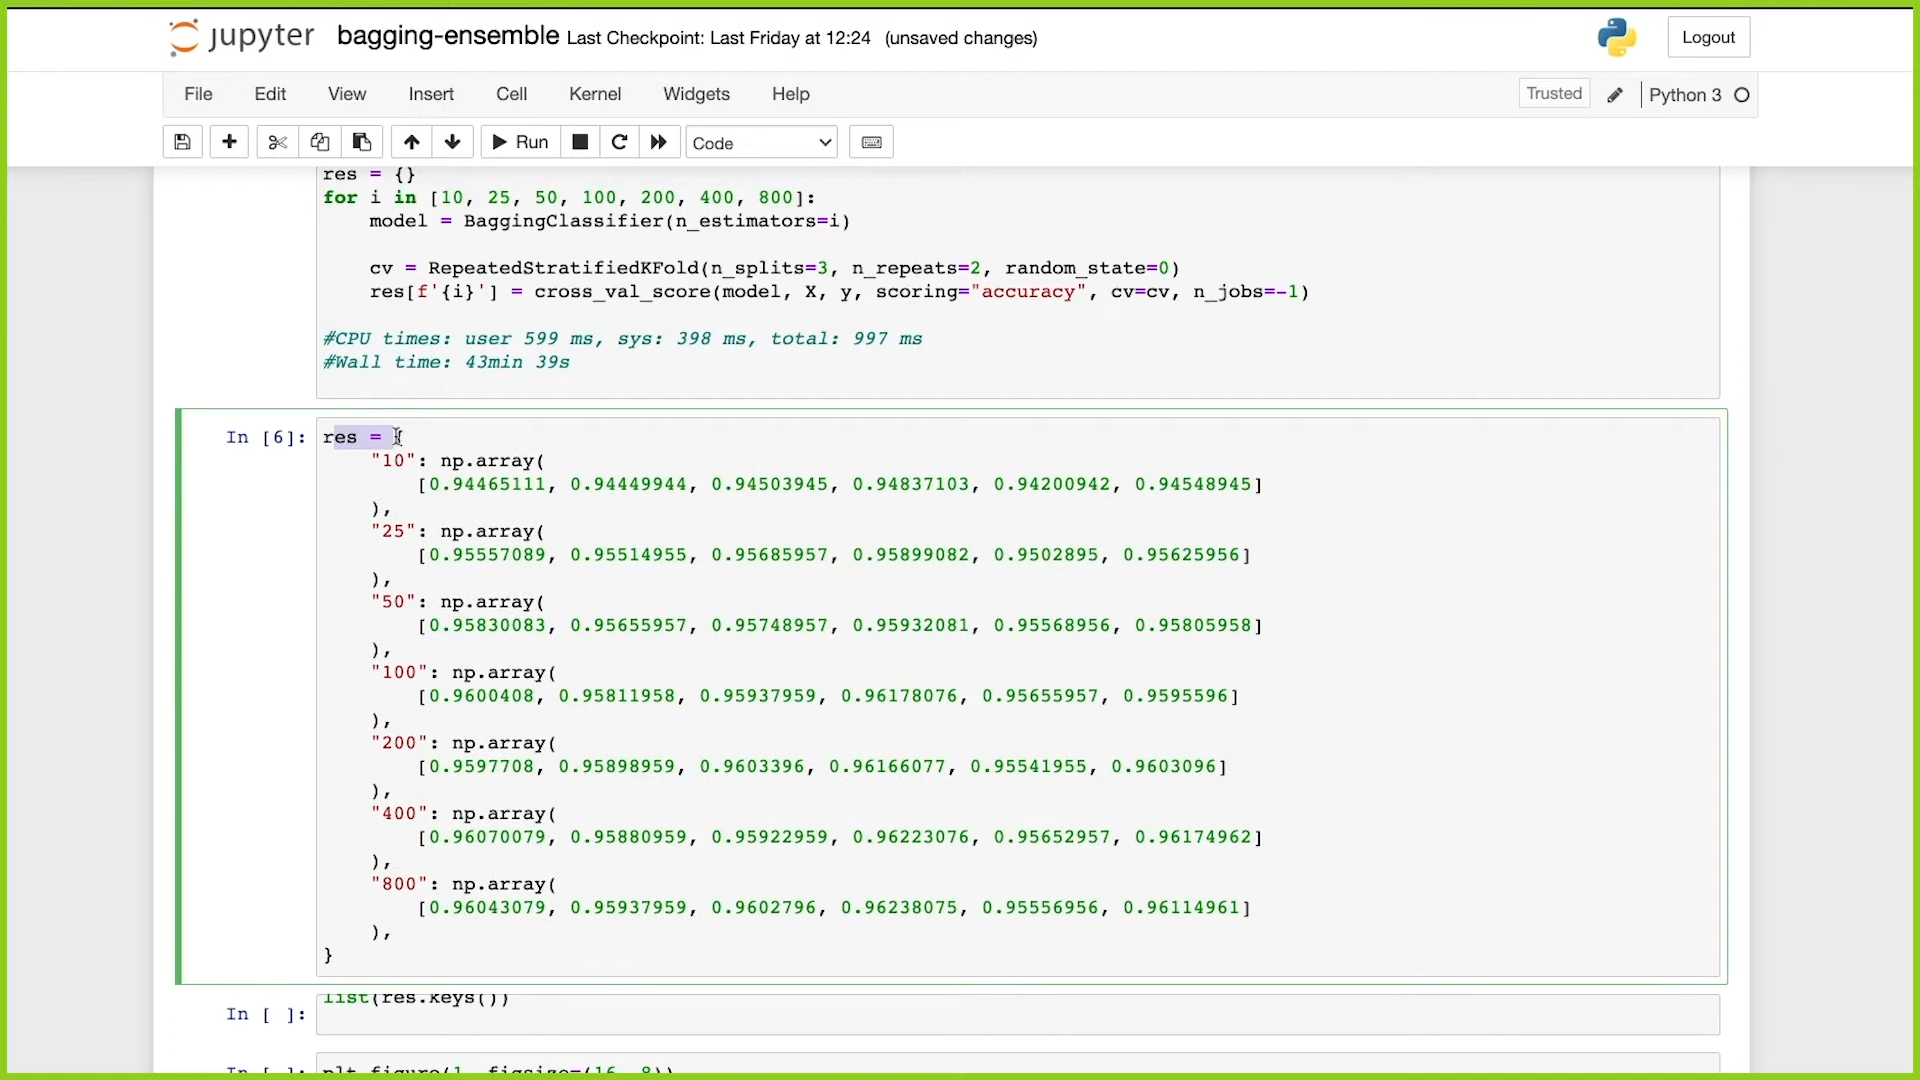 jupyter bagging-ensemble Last Checkpoint: Last Friday at 12:24 (unsaved changes)
Logout
File Edit View Insert Cell Kernel Widgets Help
Trusted Python 3
Run Code
res = {}
for i in [10, 25, 50, 100, 200, 400, 800]:
    model = BaggingClassifier(n_estimators=i)
    cv = RepeatedStratifiedKFold(n_splits=3, n_repeats=2, random_state=0)
    res[f'{i}'] = cross_val_score(model, X, y, scoring="accuracy", cv=cv, n_jobs=-1)
#CPU times: user 599 ms, sys: 398 ms, total: 997 ms
#Wall time: 43min 39s
In [6]: res = {
    "10": np.array(
        [0.94465111, 0.94449944, 0.94503945, 0.94837103, 0.94200942, 0.94548945]
    ),
    "25": np.array(
        [0.95557089, 0.95514955, 0.95685957, 0.95899082, 0.9502895, 0.95625956]
    ),
    "50": np.array(
        [0.95830083, 0.95655957, 0.95748957, 0.95932081, 0.95568956, 0.95805958]
    ),
    "100": np.array(
        [0.9600408, 0.95811958, 0.95937959, 0.96178076, 0.95655957, 0.9595596]
    ),
    "200": np.array(
        [0.9597708, 0.95898959, 0.9603396, 0.96166077, 0.95541955, 0.9603096]
    ),
    "400": np.array(
        [0.96070079, 0.95880959, 0.95922959, 0.96223076, 0.95652957, 0.96174962]
    ),
    "800": np.array(
        [0.96043079, 0.95937959, 0.9602796, 0.96238075, 0.95556956, 0.96114961]
    ),
}
list(res.keys())
In [ ]:
In [ ]: plt.figure(1, figsize=(16, 8))